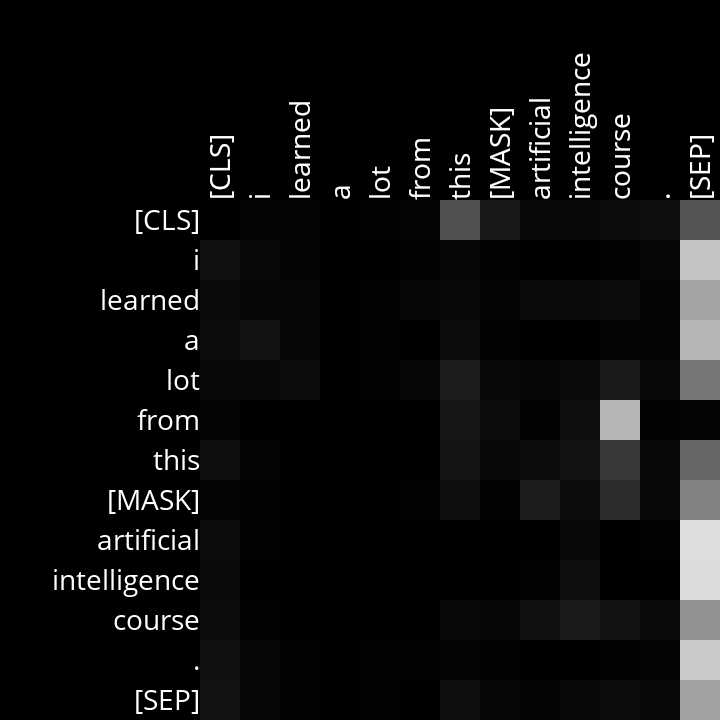 [CLS]
i
learned
a
lot
from
this
[MASK]
artificial
intelligence
course
.
[SEP]
[CLS]
i
learned
a
lot
from
this
[MASK]
artificial
intelligence
course
.
[SEP]